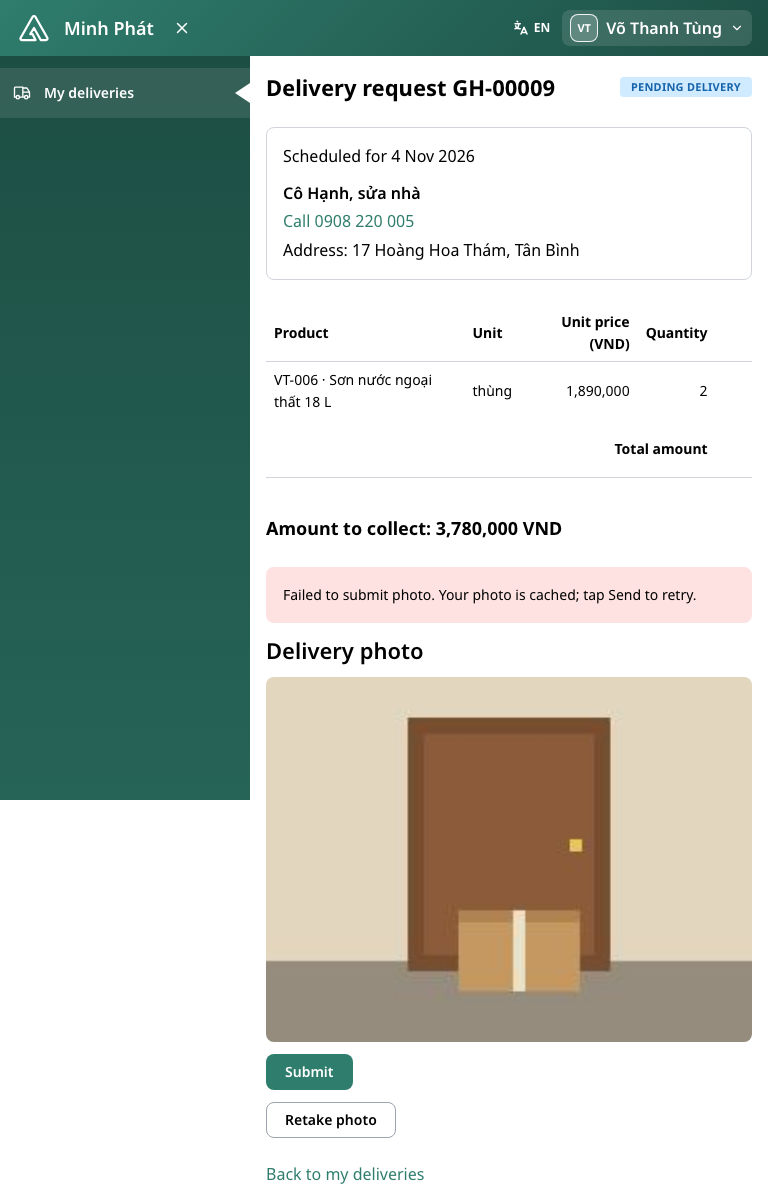 Minh Phát
EN
VT
Võ Thanh Tùng
My deliveries
Delivery request GH-00009
PENDING DELIVERY
Scheduled for 4 Nov 2026
Cô Hạnh, sửa nhà
Call 0908 220 005
Address: 17 Hoàng Hoa Thám, Tân Bình
Product Unit Unit price (VND) Quantity
VT-006 · Sơn nước ngoại thất 18 L thùng 1,890,000 2
Total amount
Amount to collect: 3,780,000 VND
Failed to submit photo. Your photo is cached; tap Send to retry.
Delivery photo
Submit
Retake photo
Back to my deliveries